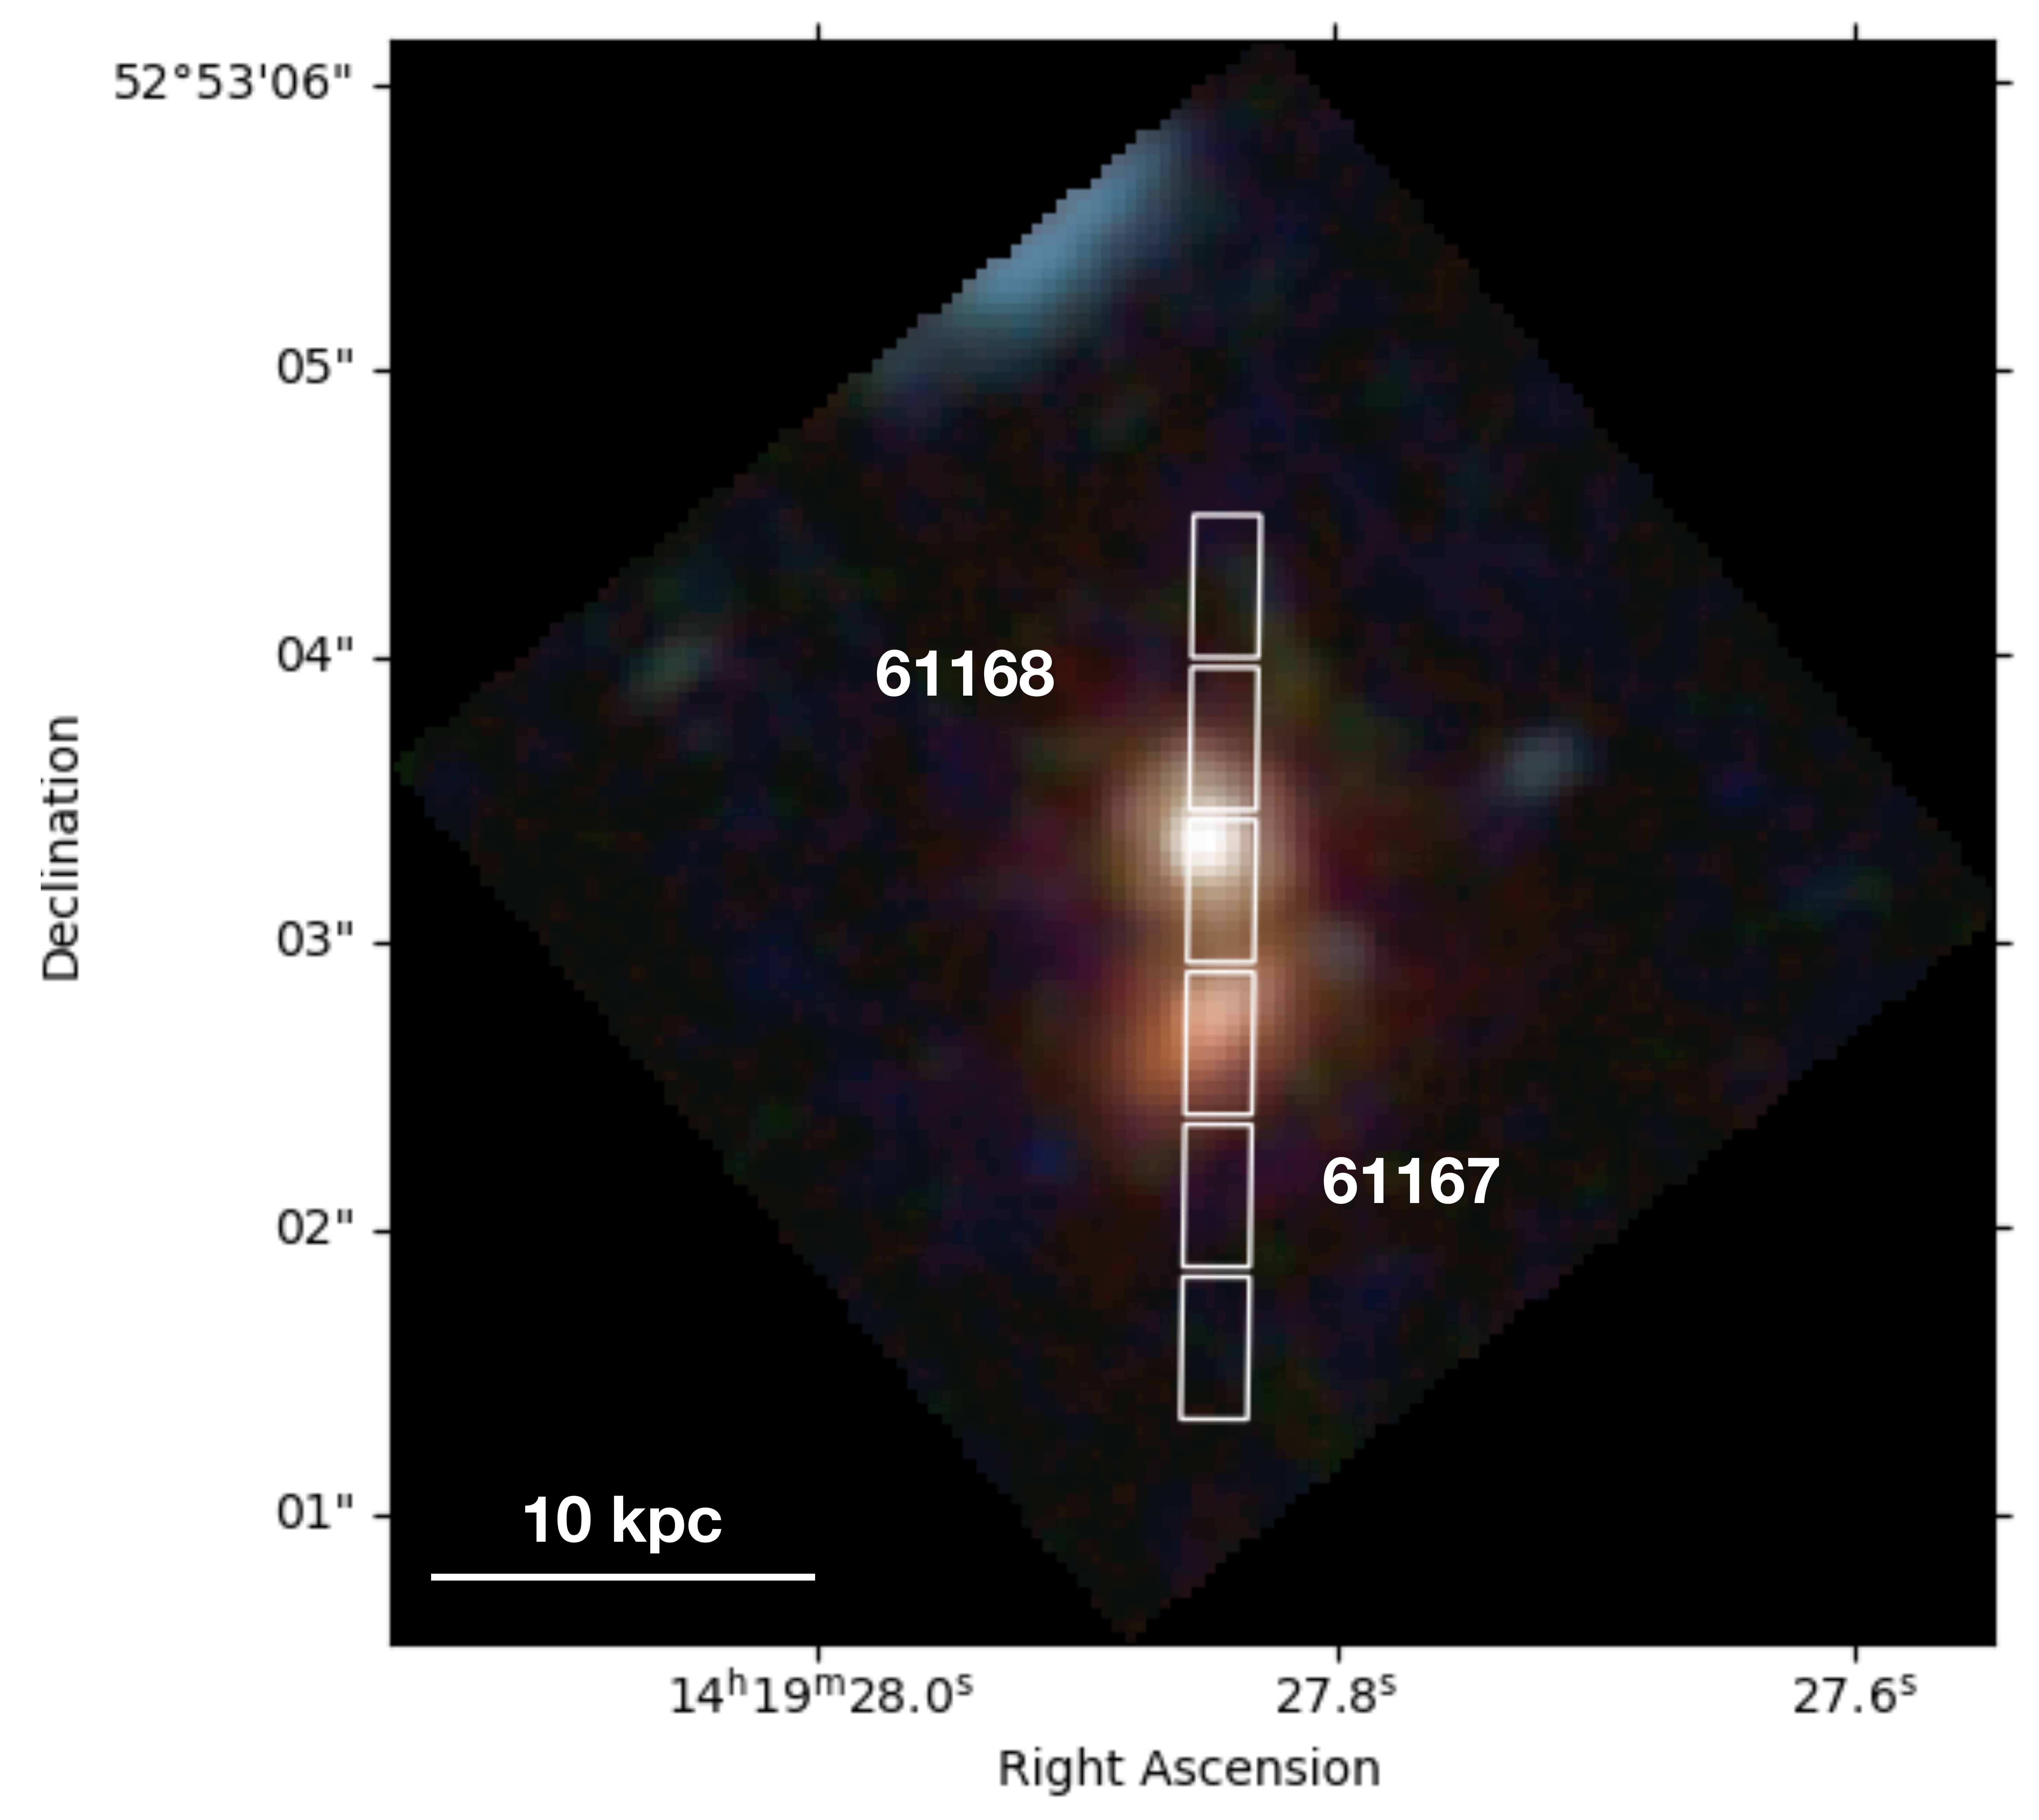 52°53'06"
05"
04"
03"
02"
01"
Declination
61168
61167
10 kpc
14h19m28.0s
27.8s
27.6s
Right Ascension